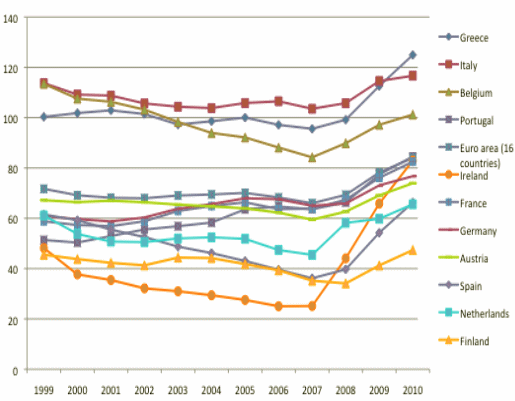 140
120
100
80
60
40
20
0
1999 2000 2001 2002 2003 2004 2005 2006 2007 2008 2009 2010
Greece
Italy
Belgium
Portugal
Euro area (16
countries)
Ireland
France
Germany
Austria
Spain
Netherlands
Finland